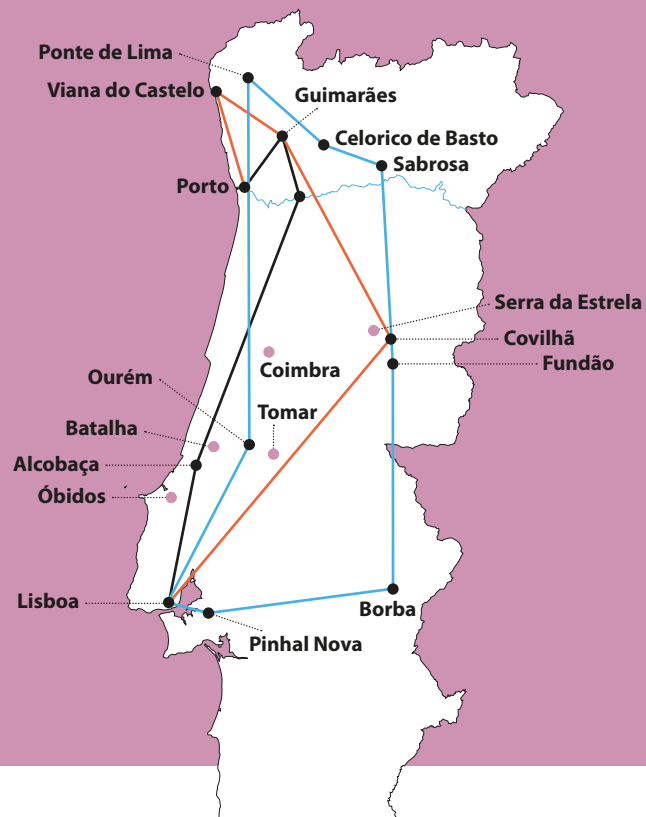 Ponte de Lima
Viana do Castelo
Guimarães
Celorico de Basto
Sabrosa
Porto
Serra da Estrela
Covilhã
Fundão
Coimbra
Ourém
Tomar
Batalha
Alcobaça
Óbidos
Lisboa
Borba
Pinhal Nova